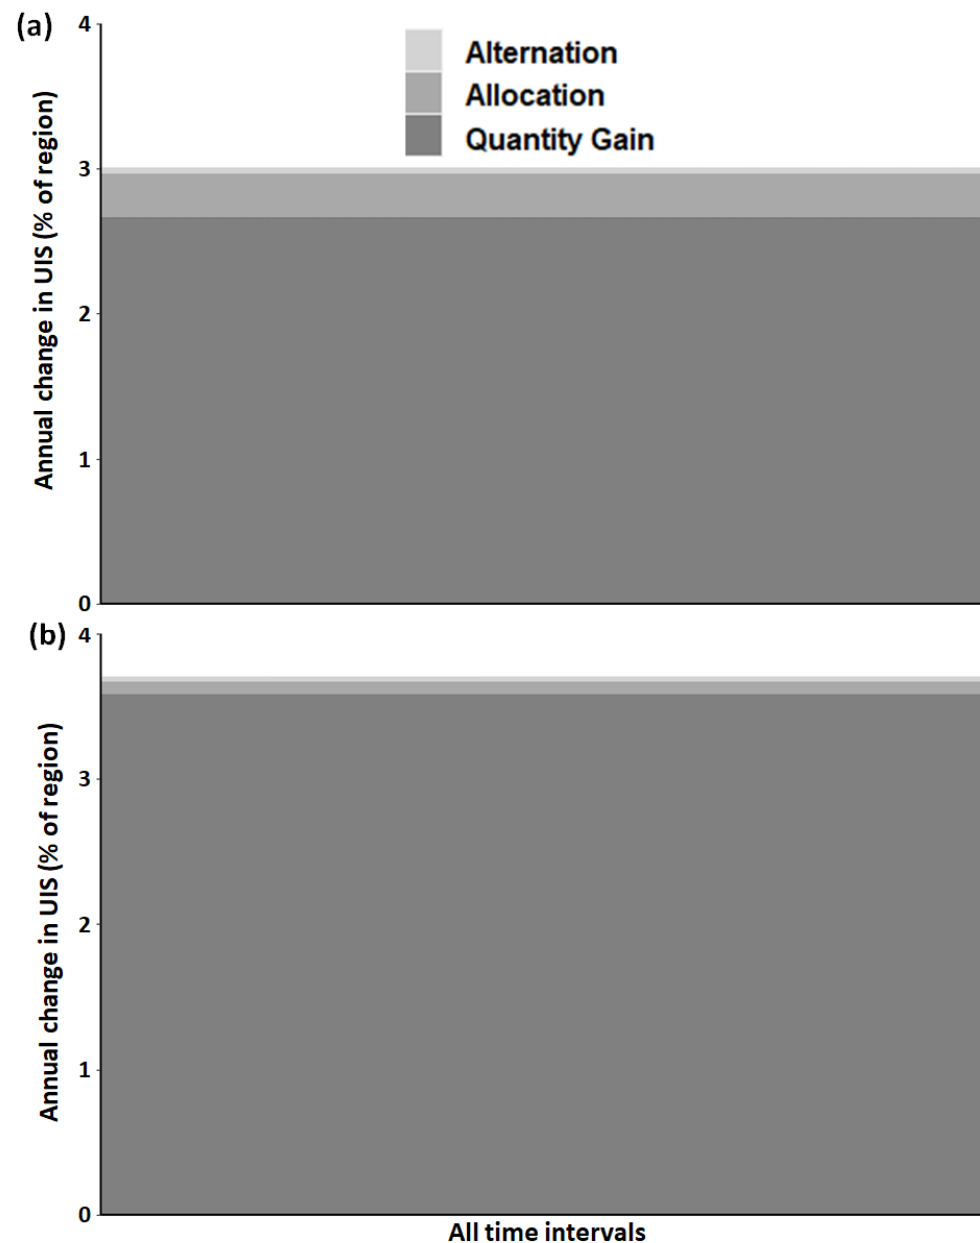 (a)
4
Alternation
Allocation
Quantity Gain
3
2
1
0
Annual change in UIS (% of region)
(b)
4
3
2
1
0
Annual change in UIS (% of region)
All time intervals